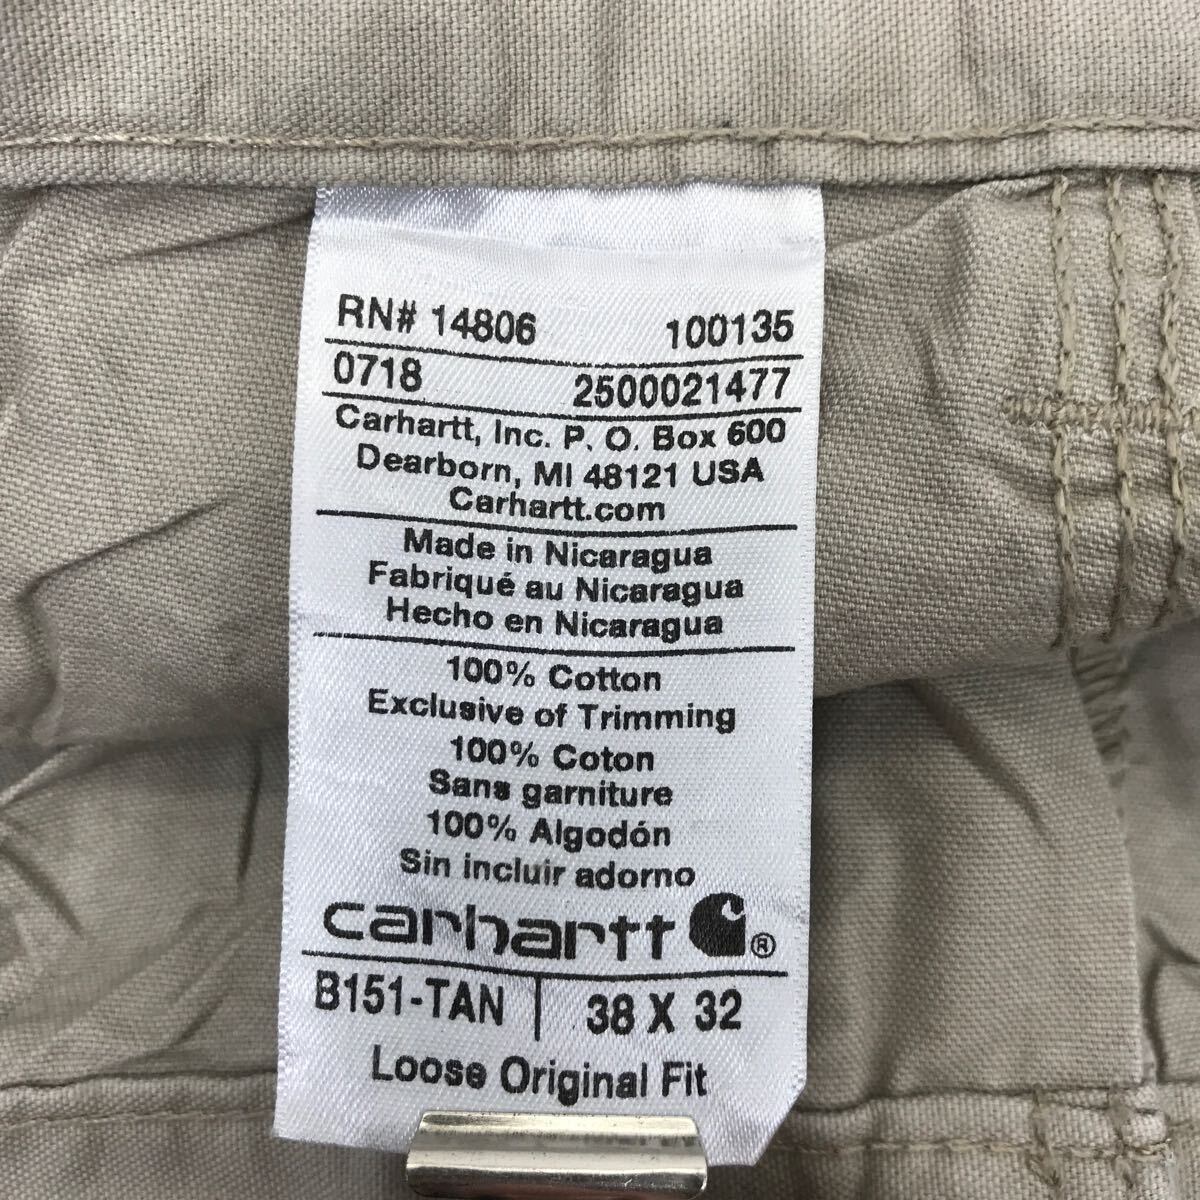 RN# 14806 100135
0718 2500021477
Carhartt, Inc. P. O. Box 600
Dearborn, MI 48121 USA
Carhartt.com
Made in Nicaragua
Fabriqué au Nicaragua
Hecho en Nicaragua
100% Cotton
Exclusive of Trimming
100% Coton
Sans garniture
100% Algodón
Sin incluir adorno
carhartt ®
B151-TAN 38 X 32
Loose Original Fit